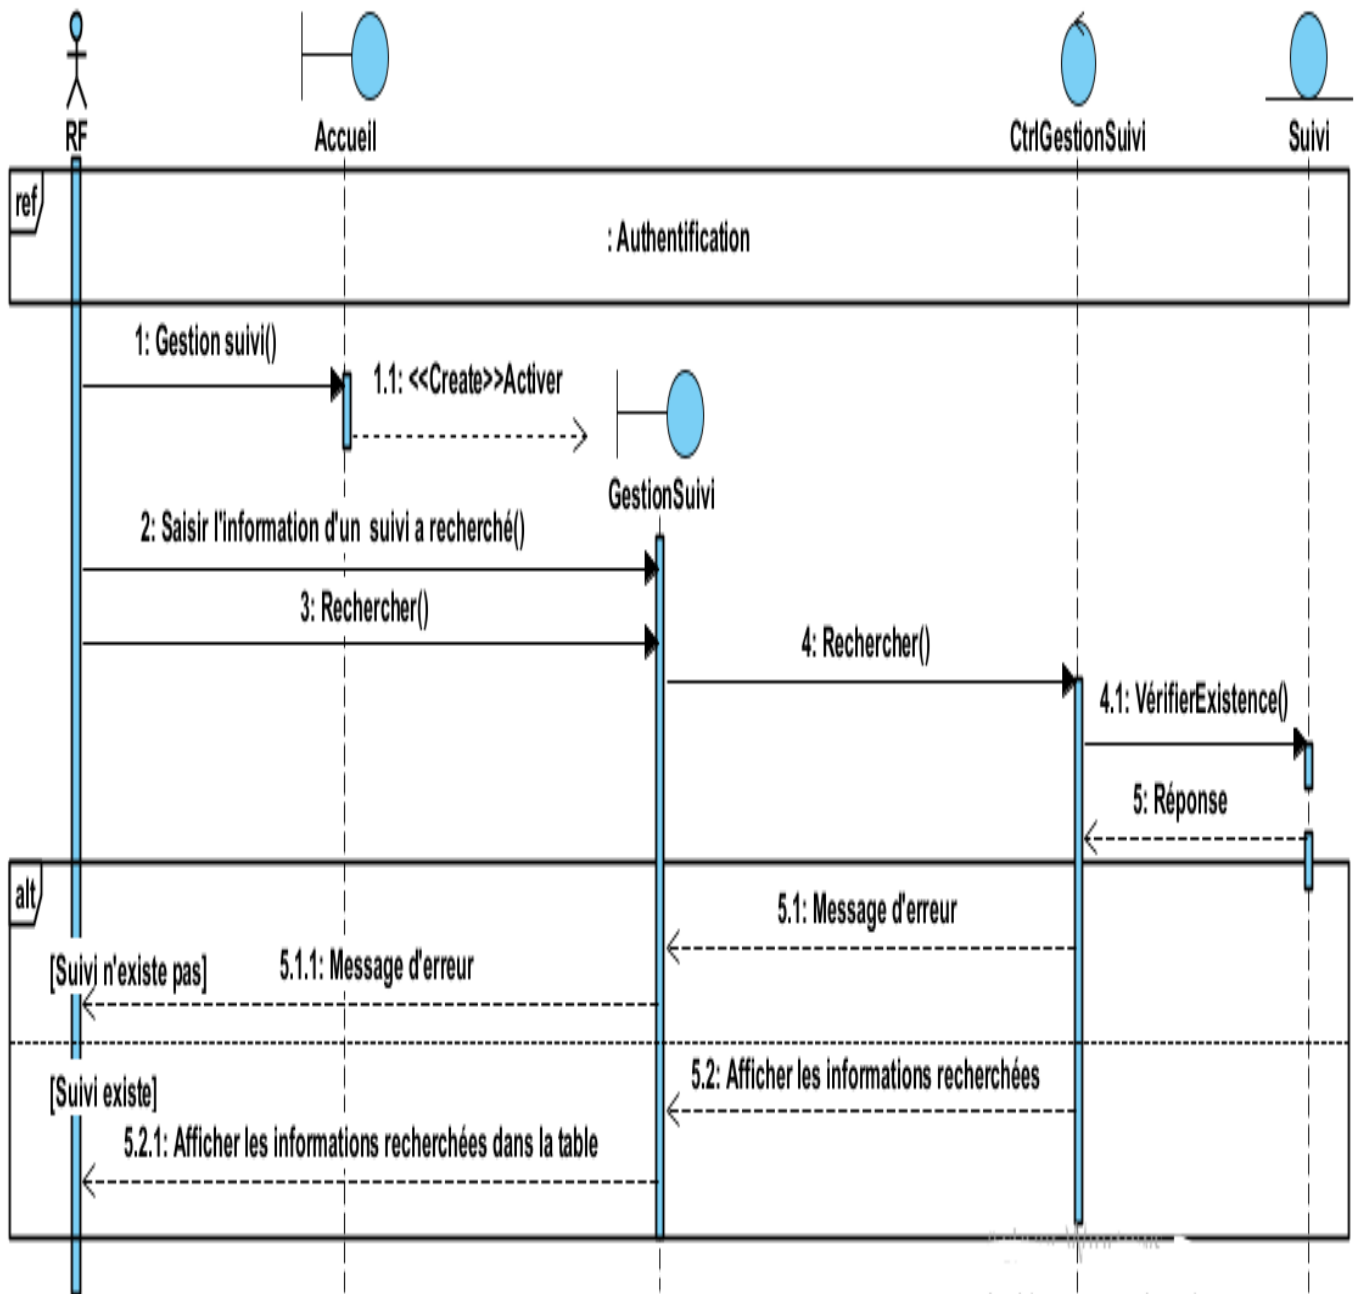 RF
Accueil
CtrlGestionSuivi
Suivi
ref
: Authentification
1: Gestion suivi()
1.1: <<Create>>Activer
GestionSuivi
2: Saisir l'information d'un  suivi a recherché()
3: Rechercher()
4: Rechercher()
4.1: VérifierExistence()
5: Réponse
alt
5.1: Message d'erreur
[Suivi n'existe pas]
5.1.1: Message d'erreur
5.2: Afficher les informations recherchées
[Suivi existe]
5.2.1: Afficher les informations recherchées dans la table